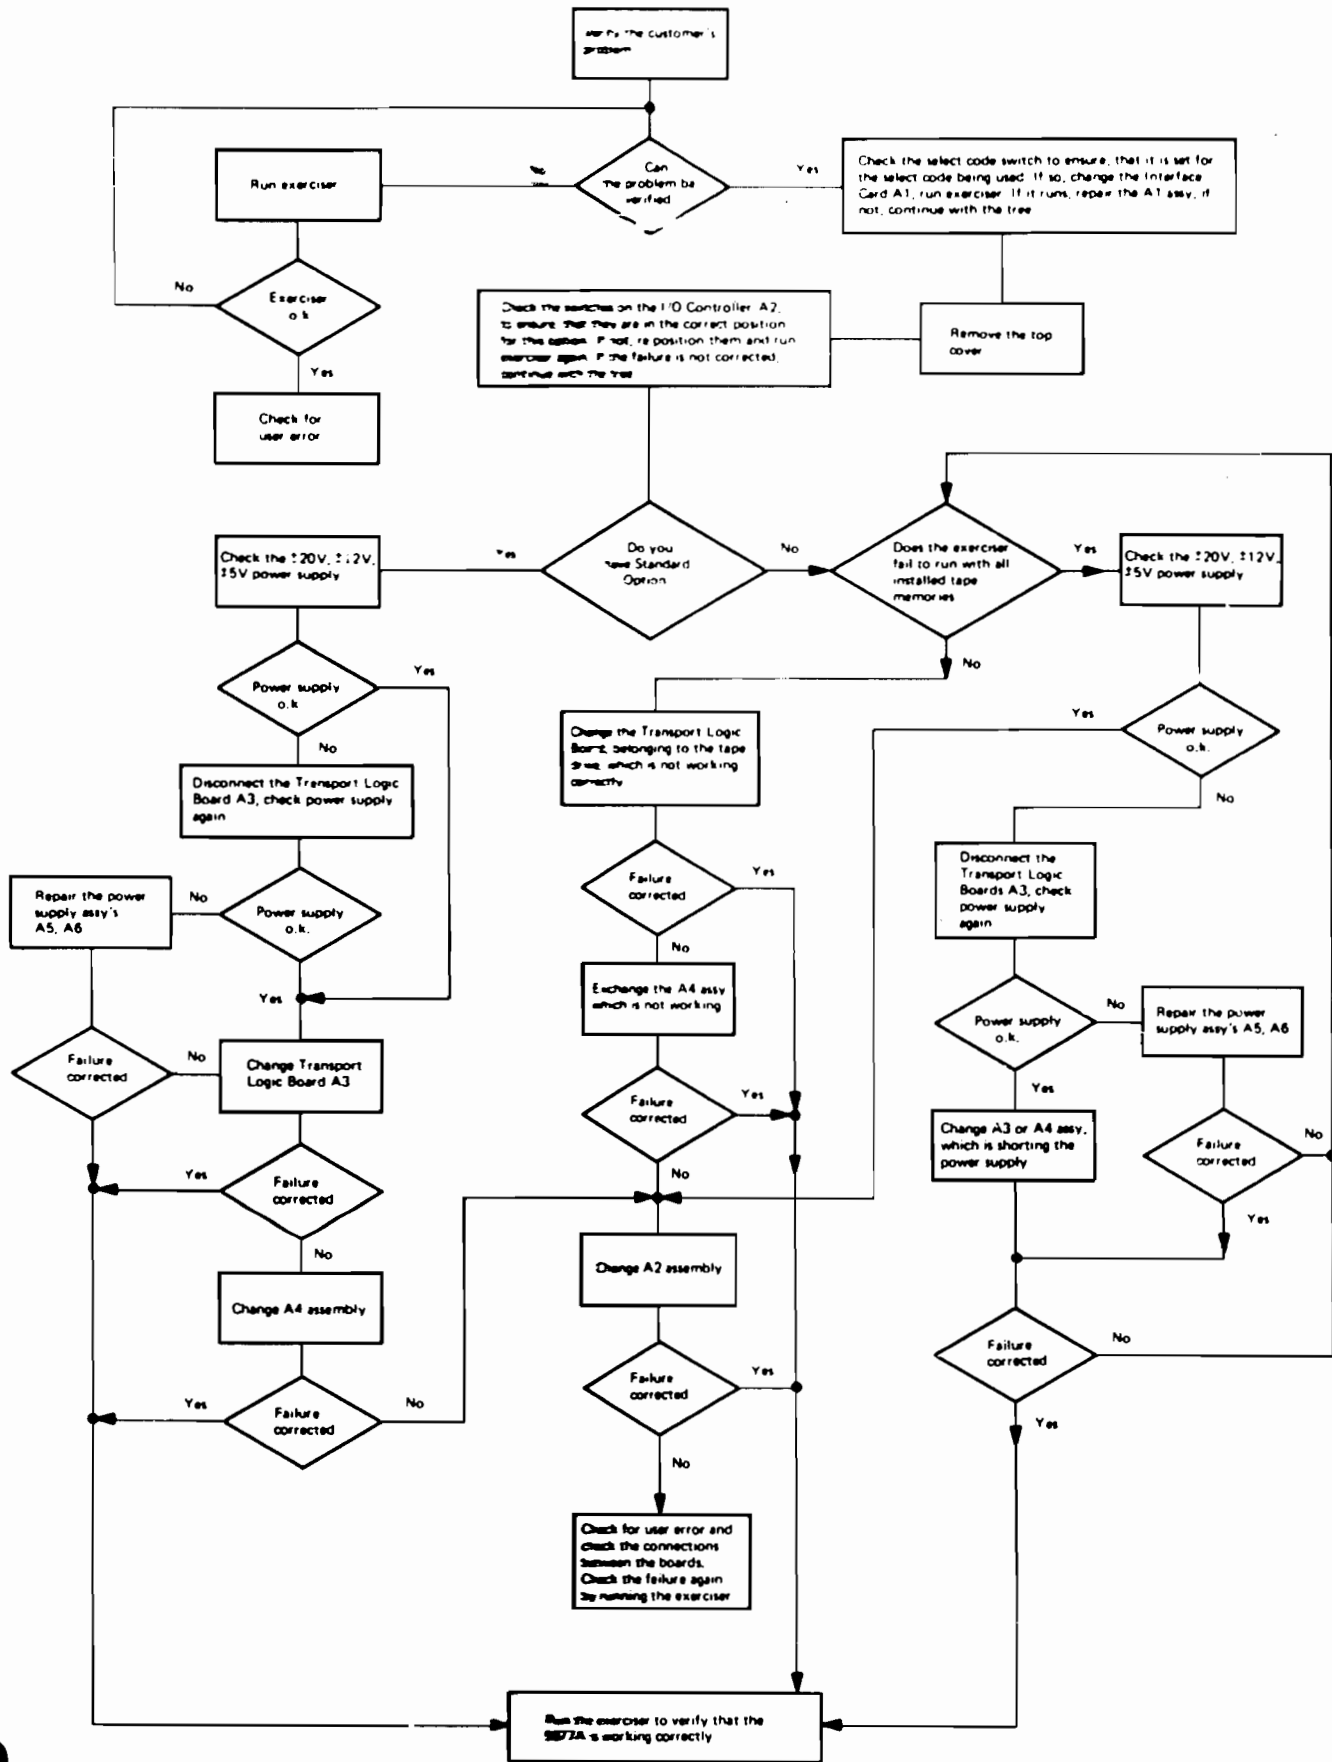 Verify the customer's
problem
Can
the problem be
verified
No
Yes
Run exerciser
Check the select code switch to ensure, that it is set for
the select code being used. If so, change the Interface
Card A1, run exerciser. If it runs, repair the A1 assy, if
not, continue with the tree
No
Exerciser
o.k
Yes
Check for
user error
Check the switches on the I/O Controller A2,
to ensure that they are in the correct position
for this option. If not, re position them and run
exerciser again. If the failure is not corrected,
continue with the tree
Remove the top
cover
Check the ±20V, ±12V,
±5V power supply
Yes
Do you
have Standard
Option
No
Does the exerciser
fail to run with all
installed tape
memories
Yes
Check the ±20V, ±12V,
±5V power supply
No
Power supply
o.k
Yes
No
Change the Transport Logic
Board, belonging to the tape
drive, which is not working
correctly
Yes
Power supply
o.k.
No
Disconnect the Transport Logic
Board A3, check power supply
again
Repair the power
supply assy's
A5, A6
No
Power supply
o.k.
Yes
Failure
corrected
Yes
No
Disconnect the
Transport Logic
Boards A3, check
power supply
again
Exchange the A4 assy
which is not working
Power supply
o.k.
No
Repair the power
supply assy's A5, A6
Yes
Failure
corrected
No
Change Transport
Logic Board A3
Failure
corrected
Yes
No
Change A3 or A4 assy,
which is shorting the
power supply
Failure
corrected
No
Yes
Yes
Failure
corrected
No
Change A4 assembly
Change A2 assembly
Yes
Failure
corrected
No
Failure
corrected
Yes
No
Failure
corrected
No
Yes
Check for user error and
check the connections
between the boards.
Check the failure again
by running the exerciser
Run the exerciser to verify that the
9877A is working correctly